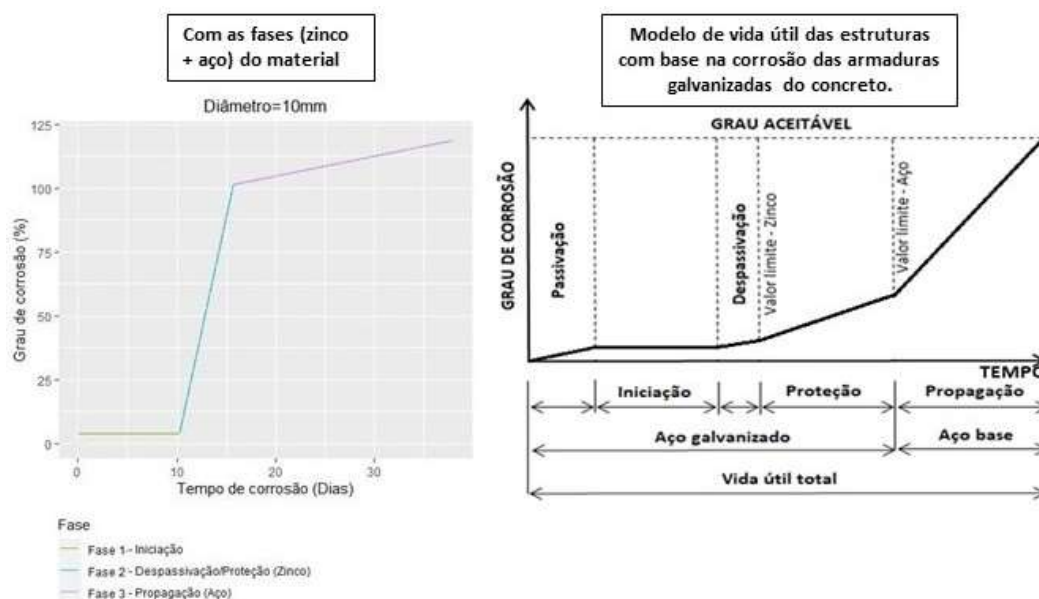 Com as fases (zinco
+ aço) do material
Diâmetro=10mm
125
100
75
50
25
0
Grau de corrosão (%)
0
10
20
30
Tempo de corrosão (Dias)
Fase
Fase 1 - Iniciação
Fase 2 - Despassivação/Proteção (Zinco)
Fase 3 - Propagação (Aço)
Modelo de vida útil das estruturas
com base na corrosão das armaduras
galvanizadas do concreto.
GRAU ACEITÁVEL
GRAU DE CORROSÃO
Passivação
Despassivação
Valor limite - Zinco
Valor limite - Aço
TEMPO
Iniciação
Proteção
Propagação
Aço galvanizado
Aço base
Vida útil total